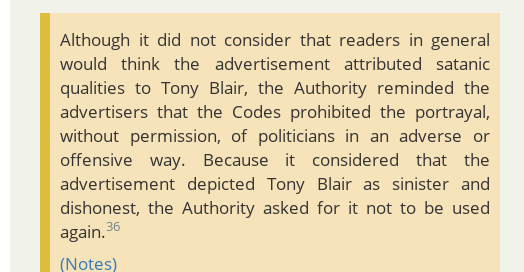 Although it did not consider that readers in general
would think the advertisement attributed satanic
qualities to Tony Blair, the Authority reminded the
advertisers that the Codes prohibited the portrayal,
without permission, of politicians in an adverse or
offensive way. Because it considered that the
advertisement depicted Tony Blair as sinister and
dishonest, the Authority asked for it not to be used
again.36
(Notes)